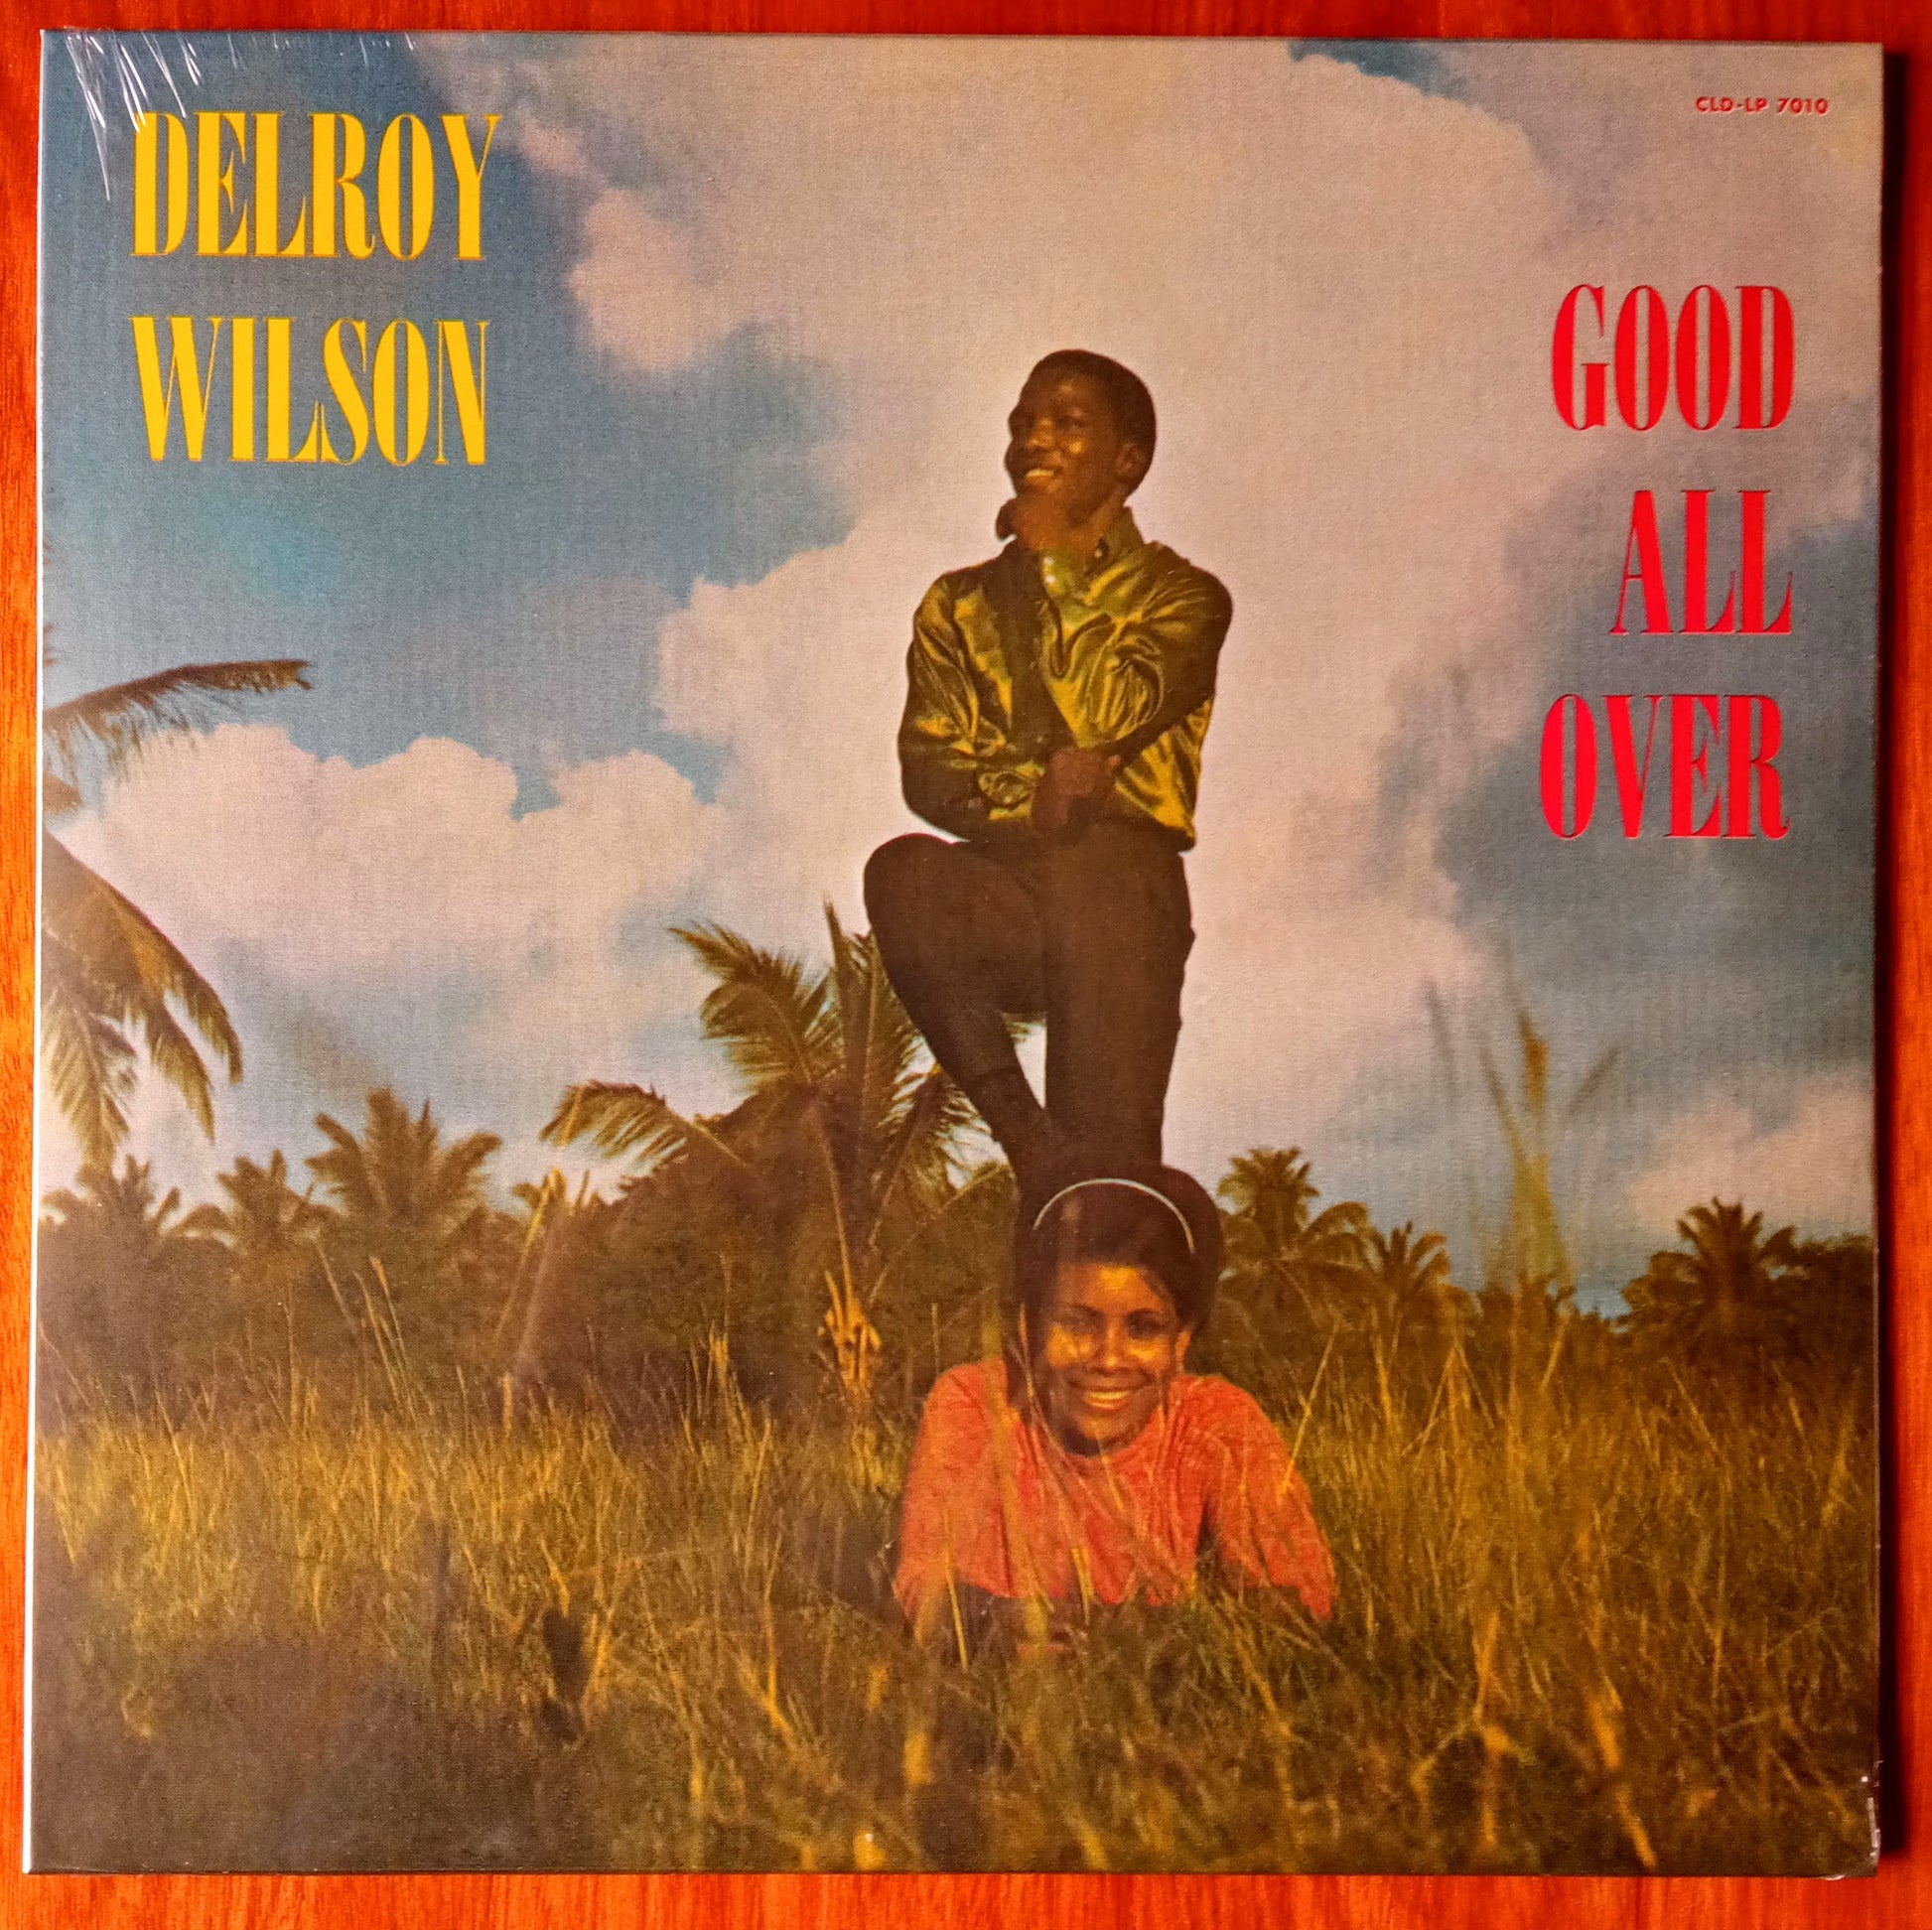 DELROY
WILSON
CLD-LP 7010
GOOD
ALL
OVER